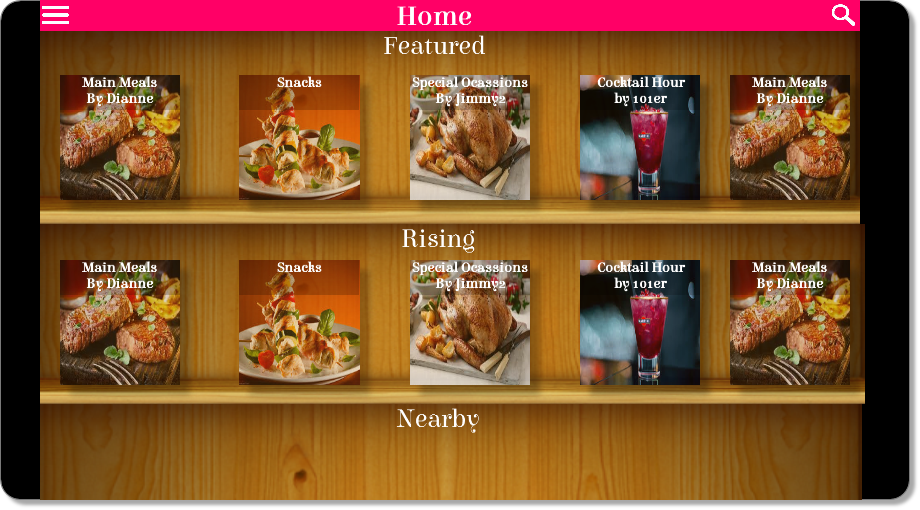 Home
Featured
Main Meals
By Dianne
Snacks
Special Ocassions
By Jimmy2
Cocktail Hour
by 101er
Main Meals
By Dianne
Rising
Main Meals
By Dianne
Snacks
Special Ocassions
By Jimmy2
Cocktail Hour
by 101er
Main Meals
By Dianne
Nearby